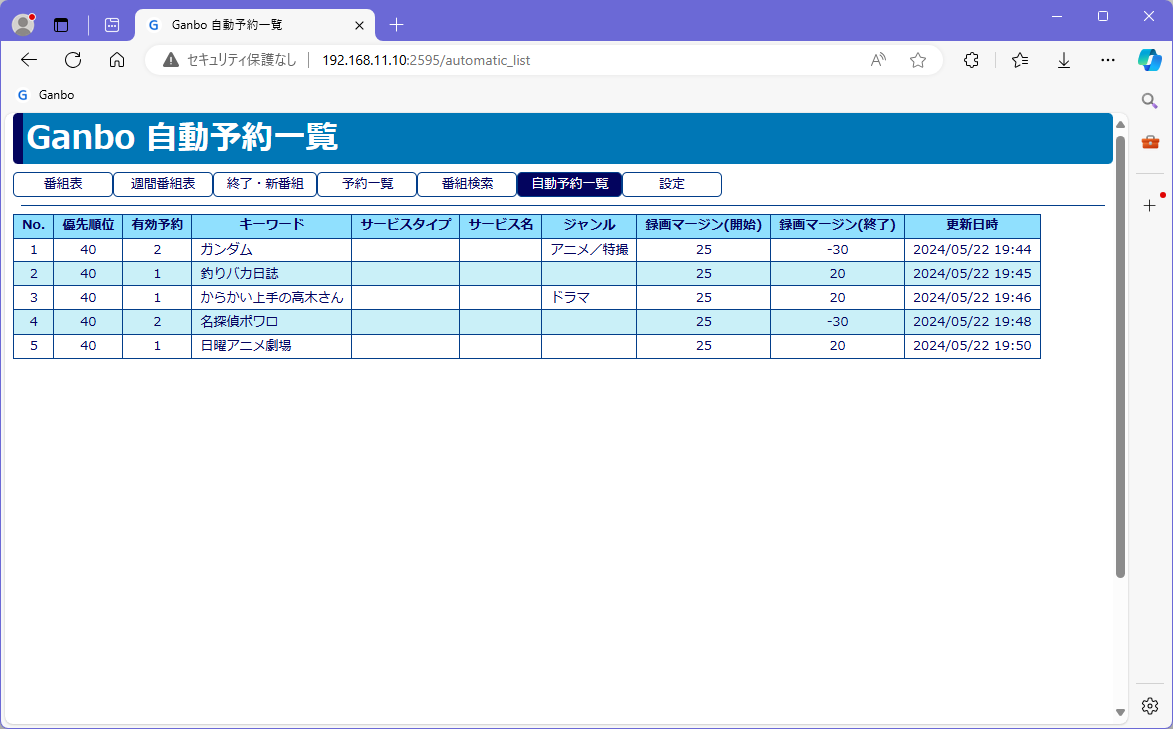 Ganbo 自動予約一覧
セキュリティ保護なし 192.168.11.10:2595/automatic_list
Ganbo
Ganbo 自動予約一覧
番組表 週間番組表 終了・新番組 予約一覧 番組検索 自動予約一覧 設定
No. 優先順位 有効予約 キーワード サービスタイプ サービス名 ジャンル 録画マージン(開始) 録画マージン(終了) 更新日時
1 40 2 ガンダム アニメ／特撮 25 -30 2024/05/22 19:44
2 40 1 釣りバカ日誌 25 20 2024/05/22 19:45
3 40 1 からかい上手の高木さん ドラマ 25 20 2024/05/22 19:46
4 40 2 名探偵ポワロ 25 -30 2024/05/22 19:48
5 40 1 日曜アニメ劇場 25 20 2024/05/22 19:50